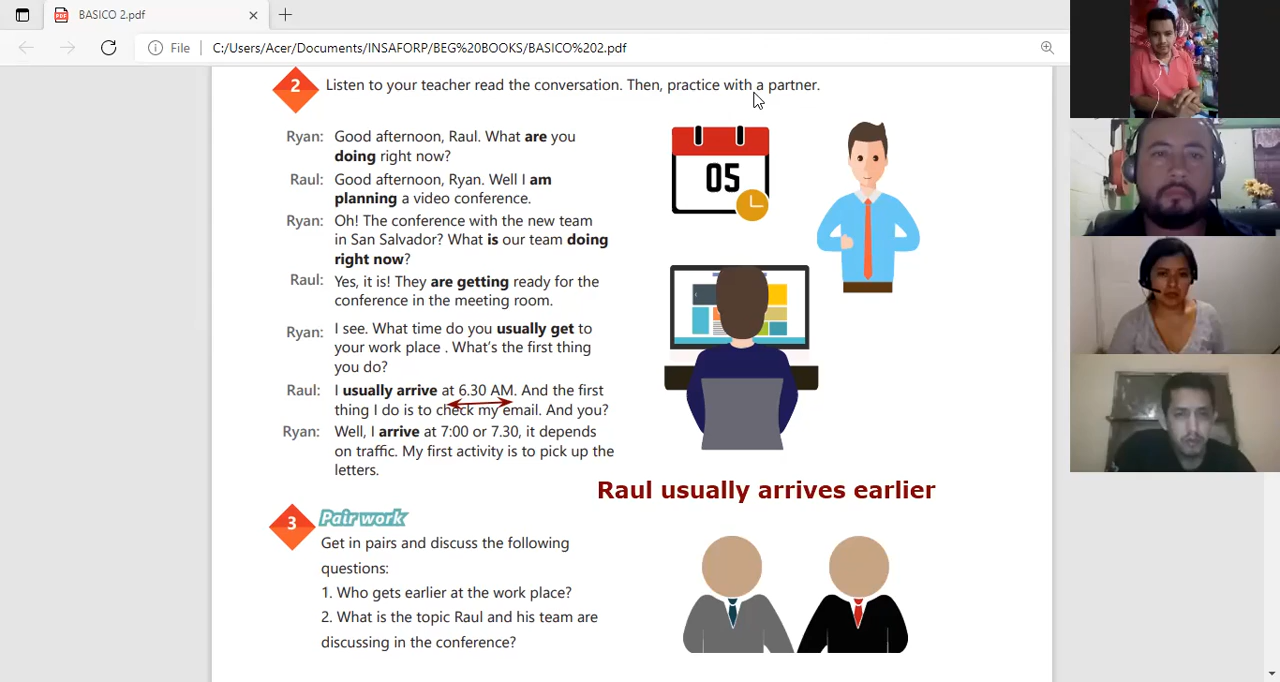 BASICO 2.pdf
File C:/Users/Acer/Documents/INSAFORP/BEG%20BOOKS/BASICO%202.pdf
2 Listen to your teacher read the conversation. Then, practice with a partner.
Ryan: Good afternoon, Raul. What are you
doing right now?
Raul: Good afternoon, Ryan. Well I am
planning a video conference.
Ryan: Oh! The conference with the new team
in San Salvador? What is our team doing
right now?
Raul: Yes, it is! They are getting ready for the
conference in the meeting room.
Ryan: I see. What time do you usually get to
your work place . What’s the first thing
you do?
Raul: I usually arrive at 6.30 AM. And the first
thing I do is to check my email. And you?
Ryan: Well, I arrive at 7:00 or 7.30, it depends
on traffic. My first activity is to pick up the
letters.
05
Raul usually arrives earlier
3 Pair work
Get in pairs and discuss the following
questions:
1. Who gets earlier at the work place?
2. What is the topic Raul and his team are
discussing in the conference?